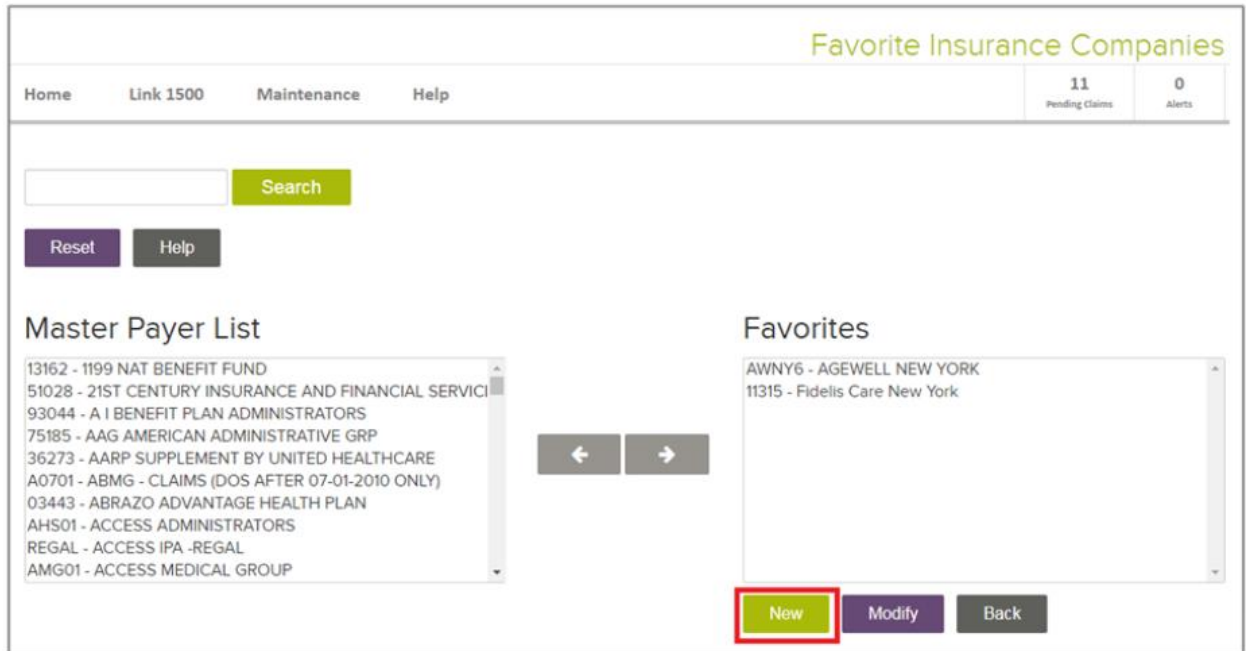 Favorite Insurance Companies
Home Link 1500 Maintenance Help 11 0
Pending Claims Alerts
Search
Reset Help
Master Payer List
13162 - 1199 NAT BENEFIT FUND
51028 - 21ST CENTURY INSURANCE AND FINANCIAL SERVICI
93044 - A I BENEFIT PLAN ADMINISTRATORS
75185 - AAG AMERICAN ADMINISTRATIVE GRP
36273 - AARP SUPPLEMENT BY UNITED HEALTHCARE
A0701 - ABMG - CLAIMS (DOS AFTER 07-01-2010 ONLY)
03443 - ABRAZO ADVANTAGE HEALTH PLAN
AHS01 - ACCESS ADMINISTRATORS
REGAL - ACCESS IPA -REGAL
AMG01 - ACCESS MEDICAL GROUP
Favorites
AWNY6 - AGEWELL NEW YORK
11315 - Fidelis Care New York
New Modify Back